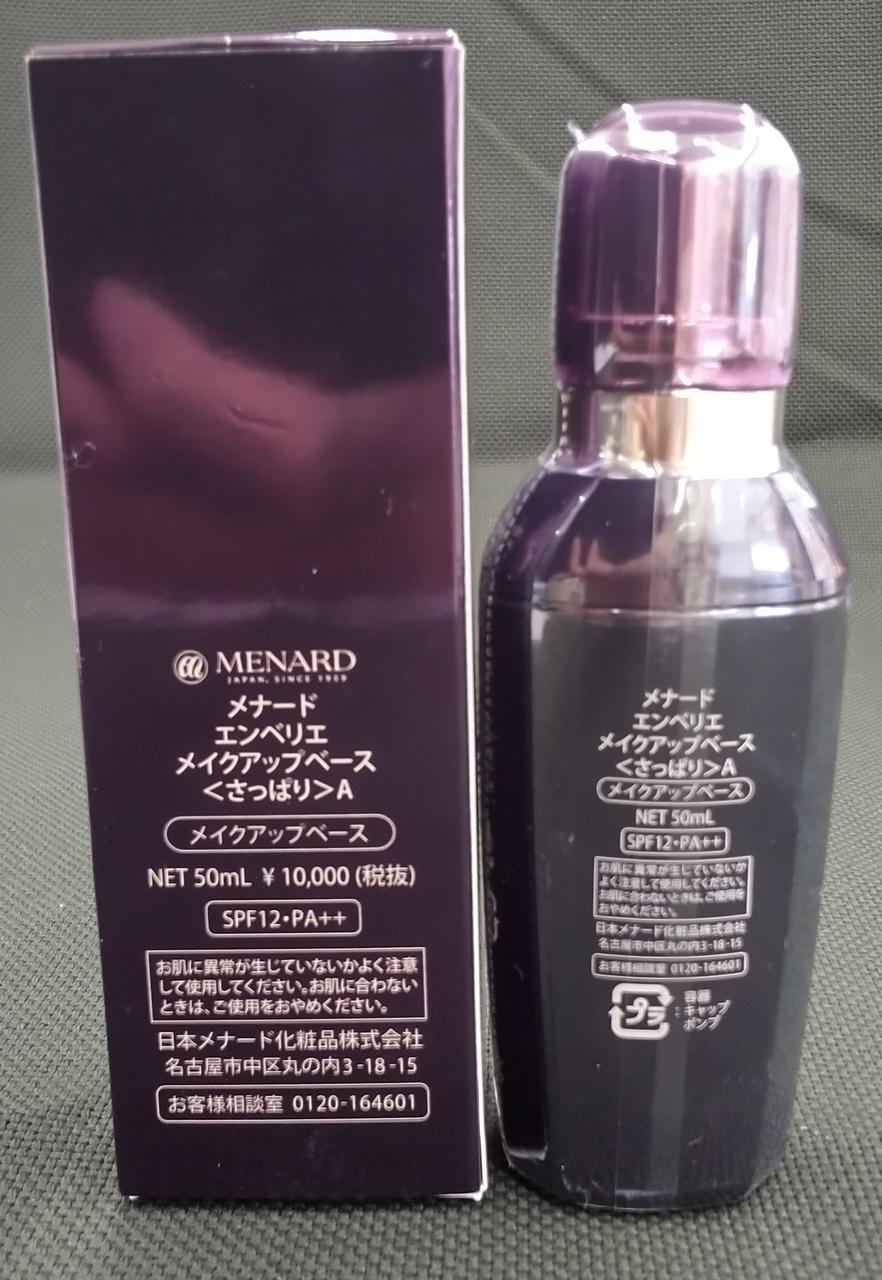 MENARD
JAPAN, SINCE 1959
メナード
エンベリエ
メイクアップベース
<さっぱり>A
メイクアップベース
NET 50mL ¥10,000 (税抜)
SPF12・PA++
お肌に異常が生じていないかよく注意
して使用してください。お肌に合わない
ときは、ご使用をおやめください。
日本メナード化粧品株式会社
名古屋市中区丸の内3-18-15
お客様相談室 0120-164601
メナード
エンベリエ
メイクアップベース
<さっぱり>A
メイクアップベース
NET 50mL
SPF12・PA++
お肌に異常が生じていないか
よく注意して使用してください。
お肌に合わないときは、ご使用を
おやめください。
日本メナード化粧品株式会社
名古屋市中区丸の内3-18-15
お客様相談室 0120-164601
プラ
容器
:キャップ
ポンプ